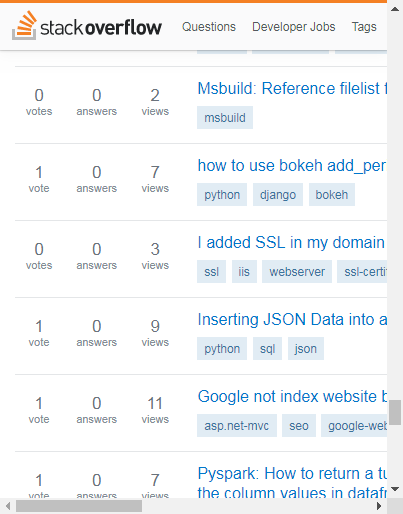 stackoverflow Questions Developer Jobs Tags
0 0 2 Msbuild: Reference filelist f
votes answers views
msbuild
1 0 7 how to use bokeh add_per
vote answers views
python django bokeh
0 0 3 I added SSL in my domain
votes answers views
ssl iis webserver ssl-certi
1 0 9 Inserting JSON Data into a
vote answers views
python sql json
1 0 11 Google not index website b
vote answers views
asp.net-mvc seo google-web
1 0 7 Pyspark: How to return a tu
vote answers views
the column values in datafr